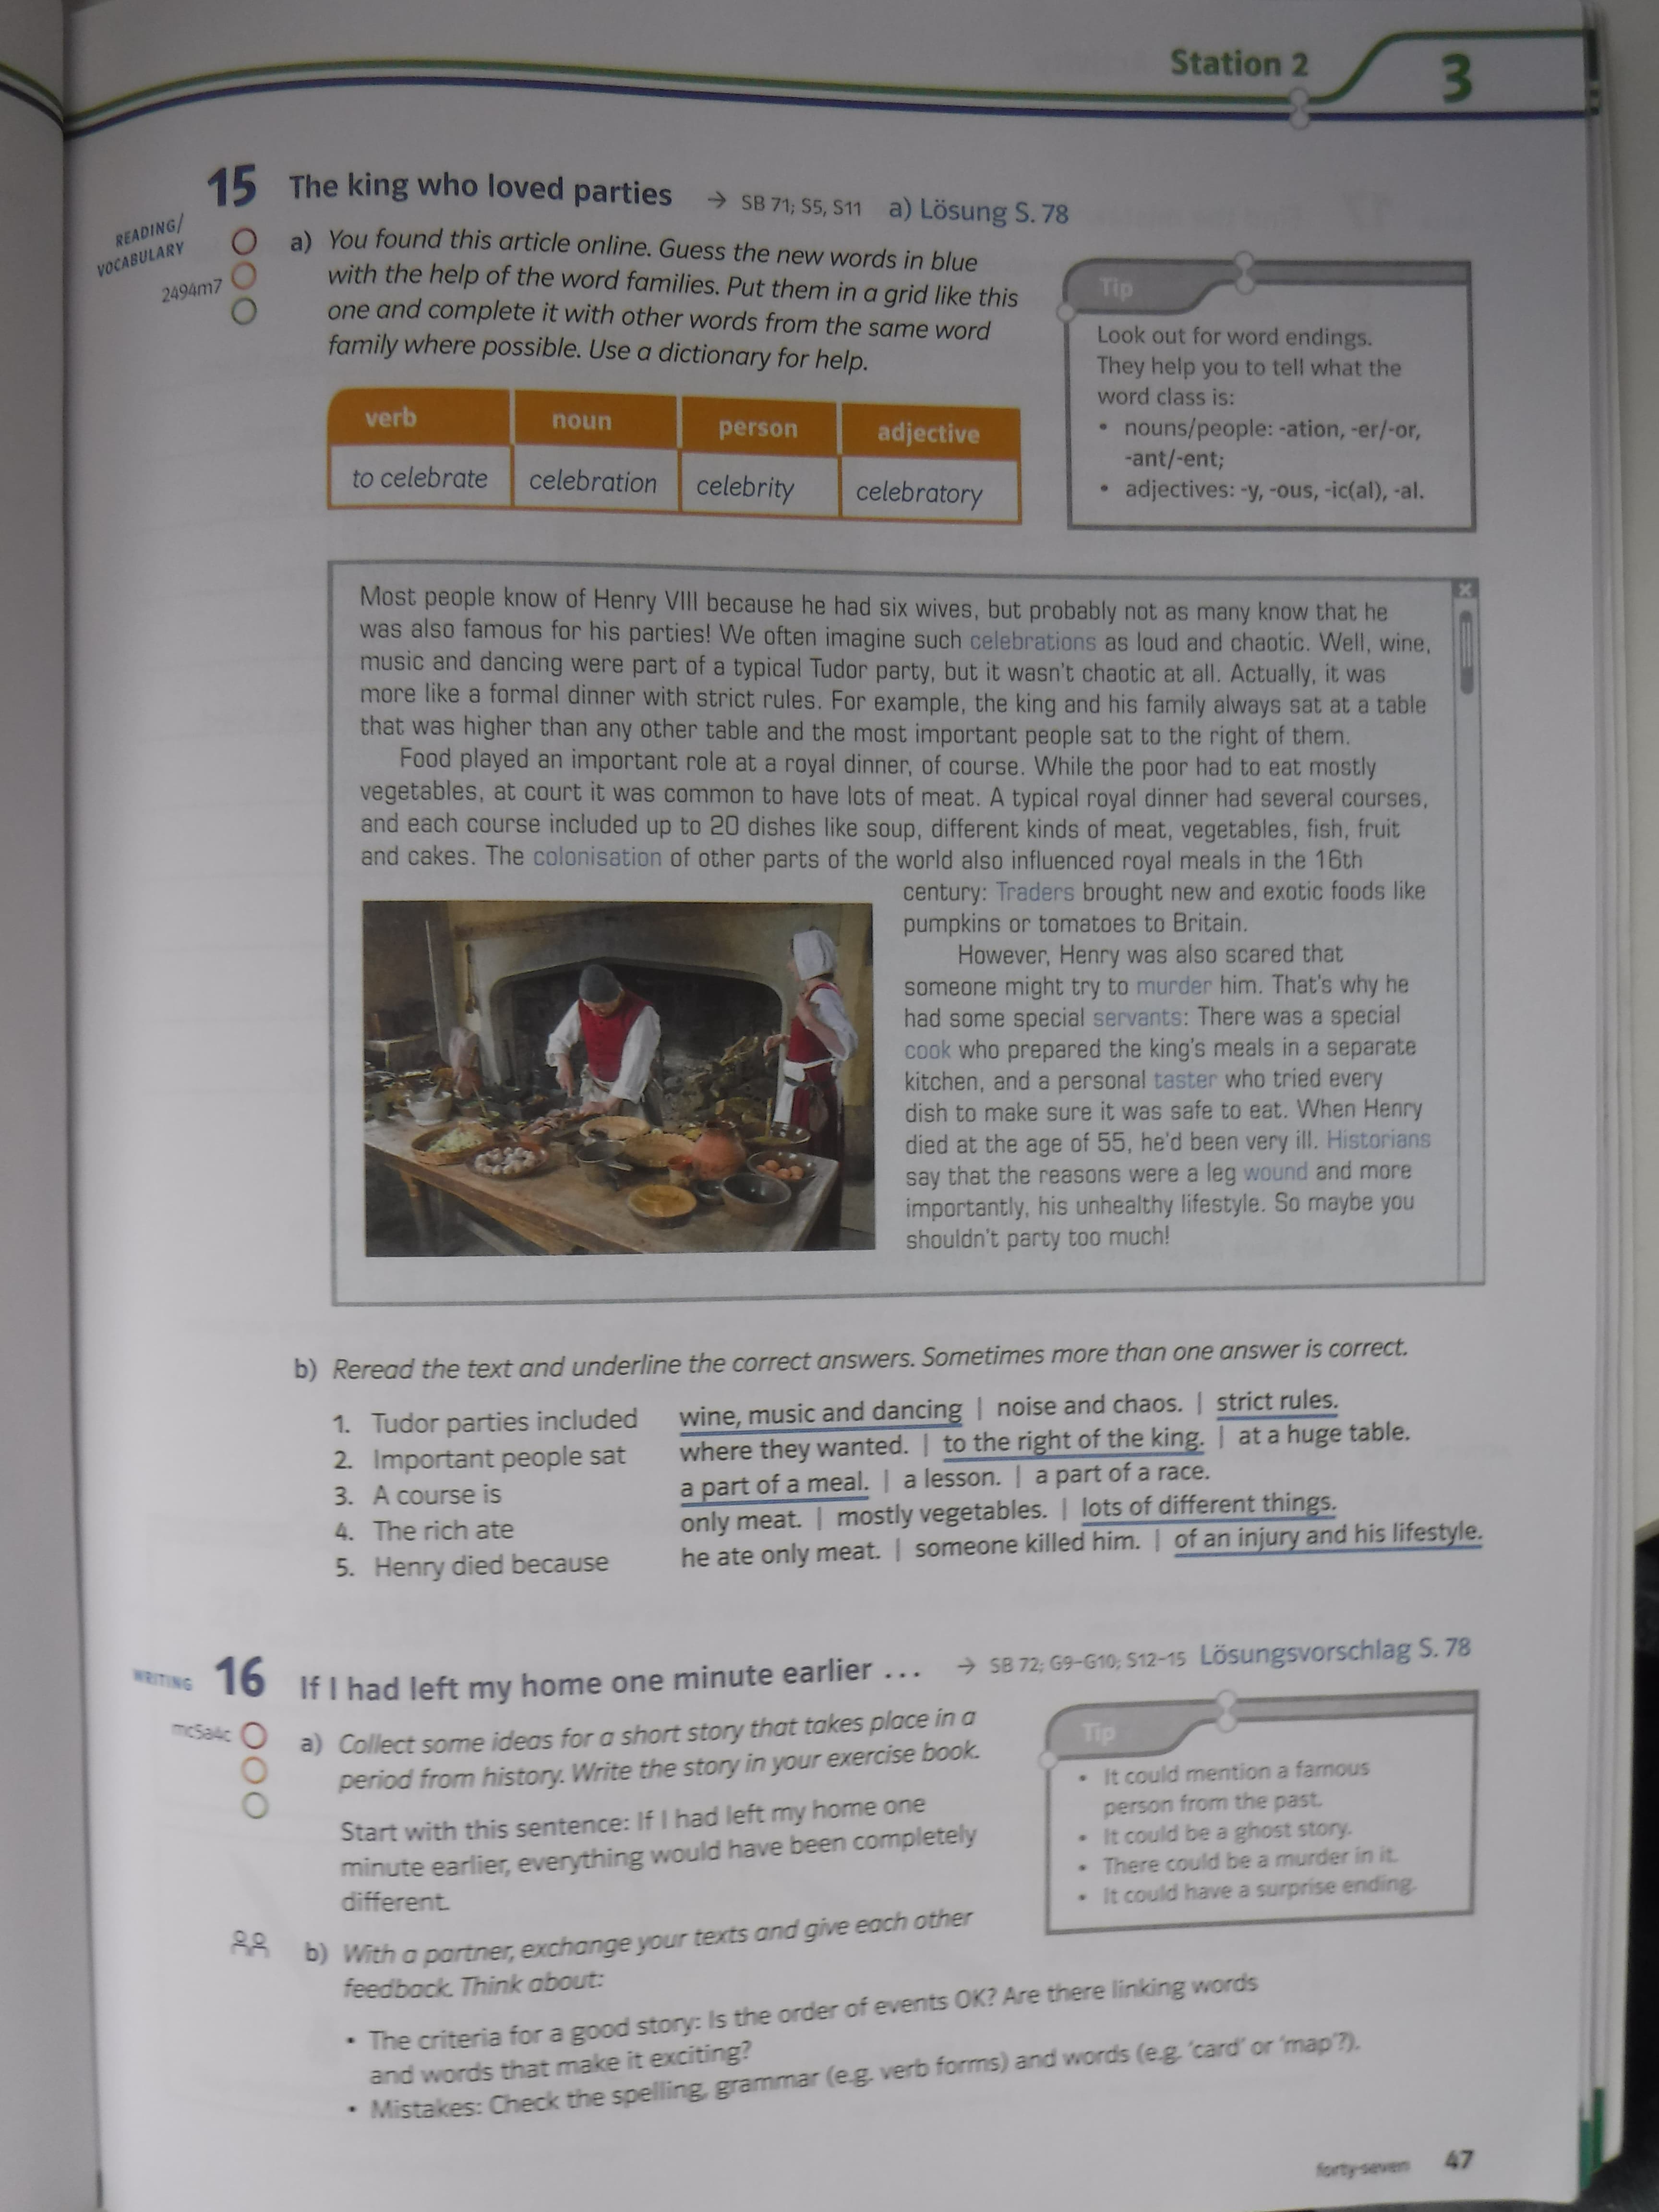 Station 2
3
15 The king who loved parties → SB 71; S5, S11 a) Lösung S. 78
READING/
VOCABULARY
2494m7
a) You found this article online. Guess the new words in blue
with the help of the word families. Put them in a grid like this
one and complete it with other words from the same word
family where possible. Use a dictionary for help.
verb noun person adjective
to celebrate celebration celebrity celebratory
Tip
Look out for word endings.
They help you to tell what the
word class is:
• nouns/people: -ation, -er/-or,
-ant/-ent;
• adjectives: -y, -ous, -ic(al), -al.
x
Most people know of Henry VIII because he had six wives, but probably not as many know that he
was also famous for his parties! We often imagine such celebrations as loud and chaotic. Well, wine,
music and dancing were part of a typical Tudor party, but it wasn't chaotic at all. Actually, it was
more like a formal dinner with strict rules. For example, the king and his family always sat at a table
that was higher than any other table and the most important people sat to the right of them.
Food played an important role at a royal dinner, of course. While the poor had to eat mostly
vegetables, at court it was common to have lots of meat. A typical royal dinner had several courses,
and each course included up to 20 dishes like soup, different kinds of meat, vegetables, fish, fruit
and cakes. The colonisation of other parts of the world also influenced royal meals in the 16th
century: Traders brought new and exotic foods like
pumpkins or tomatoes to Britain.
However, Henry was also scared that
someone might try to murder him. That's why he
had some special servants: There was a special
cook who prepared the king's meals in a separate
kitchen, and a personal taster who tried every
dish to make sure it was safe to eat. When Henry
died at the age of 55, he'd been very ill. Historians
say that the reasons were a leg wound and more
importantly, his unhealthy lifestyle. So maybe you
shouldn't party too much!
b) Reread the text and underline the correct answers. Sometimes more than one answer is correct.
1. Tudor parties included wine, music and dancing | noise and chaos. | strict rules.
2. Important people sat where they wanted. | to the right of the king. | at a huge table.
3. A course is a part of a meal. | a lesson. | a part of a race.
4. The rich ate only meat. | mostly vegetables. | lots of different things.
5. Henry died because he ate only meat. | someone killed him. | of an injury and his lifestyle.
WRITING 16 If I had left my home one minute earlier ... → SB 72; G9–G10; S12–15 Lösungsvorschlag S. 78
mc5a4c
a) Collect some ideas for a short story that takes place in a
period from history. Write the story in your exercise book.
Start with this sentence: If I had left my home one
minute earlier, everything would have been completely
different.
Tip
• It could mention a famous
person from the past.
• It could be a ghost story.
• There could be a murder in it.
• It could have a surprise ending.
b) With a partner, exchange your texts and give each other
feedback. Think about:
• The criteria for a good story: Is the order of events OK? Are there linking words
and words that make it exciting?
• Mistakes: Check the spelling, grammar (e.g. verb forms) and words (e.g. 'card' or 'map'?).
forty-seven 47